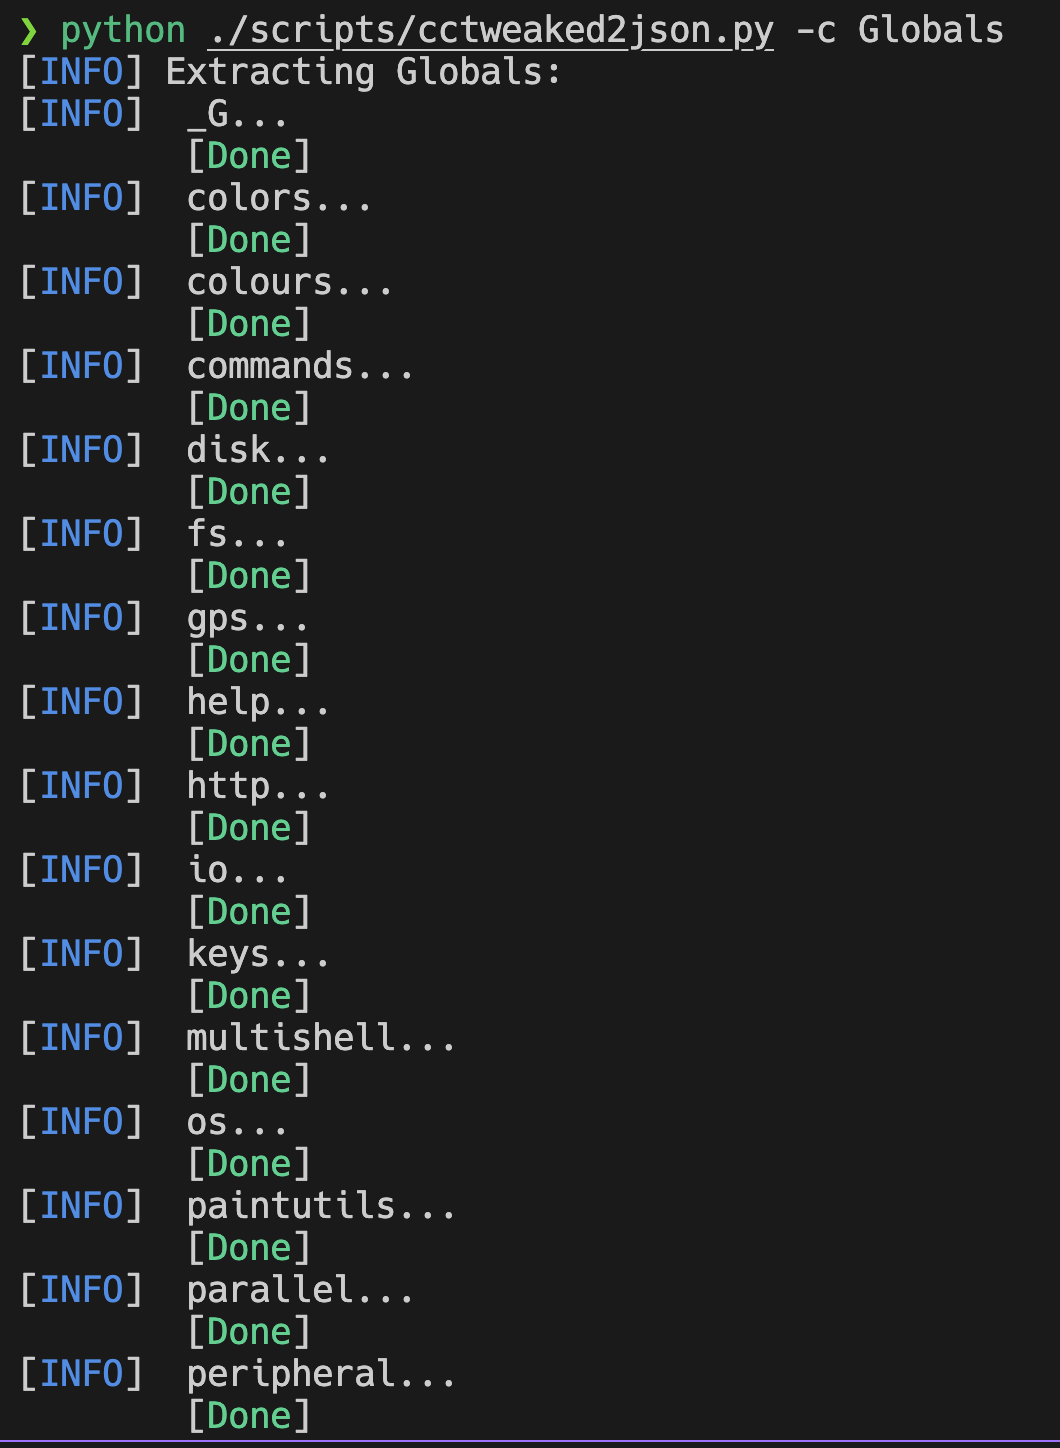 ❯ python ./scripts/cctweaked2json.py -c Globals
[INFO] Extracting Globals:
[INFO]  _G...
        [Done]
[INFO]  colors...
        [Done]
[INFO]  colours...
        [Done]
[INFO]  commands...
        [Done]
[INFO]  disk...
        [Done]
[INFO]  fs...
        [Done]
[INFO]  gps...
        [Done]
[INFO]  help...
        [Done]
[INFO]  http...
        [Done]
[INFO]  io...
        [Done]
[INFO]  keys...
        [Done]
[INFO]  multishell...
        [Done]
[INFO]  os...
        [Done]
[INFO]  paintutils...
        [Done]
[INFO]  parallel...
        [Done]
[INFO]  peripheral...
        [Done]